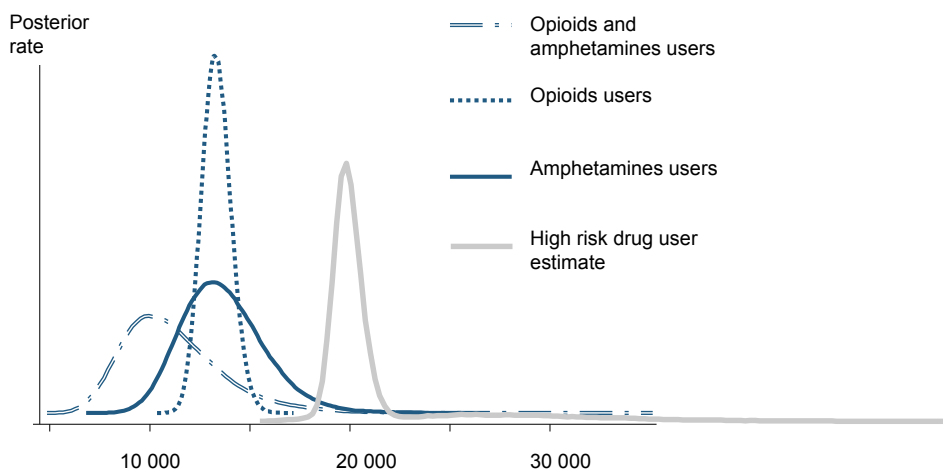 Posterior
rate
Opioids and
amphetamines users
Opioids users
Amphetamines users
High risk drug user
estimate
10 000
20 000
30 000